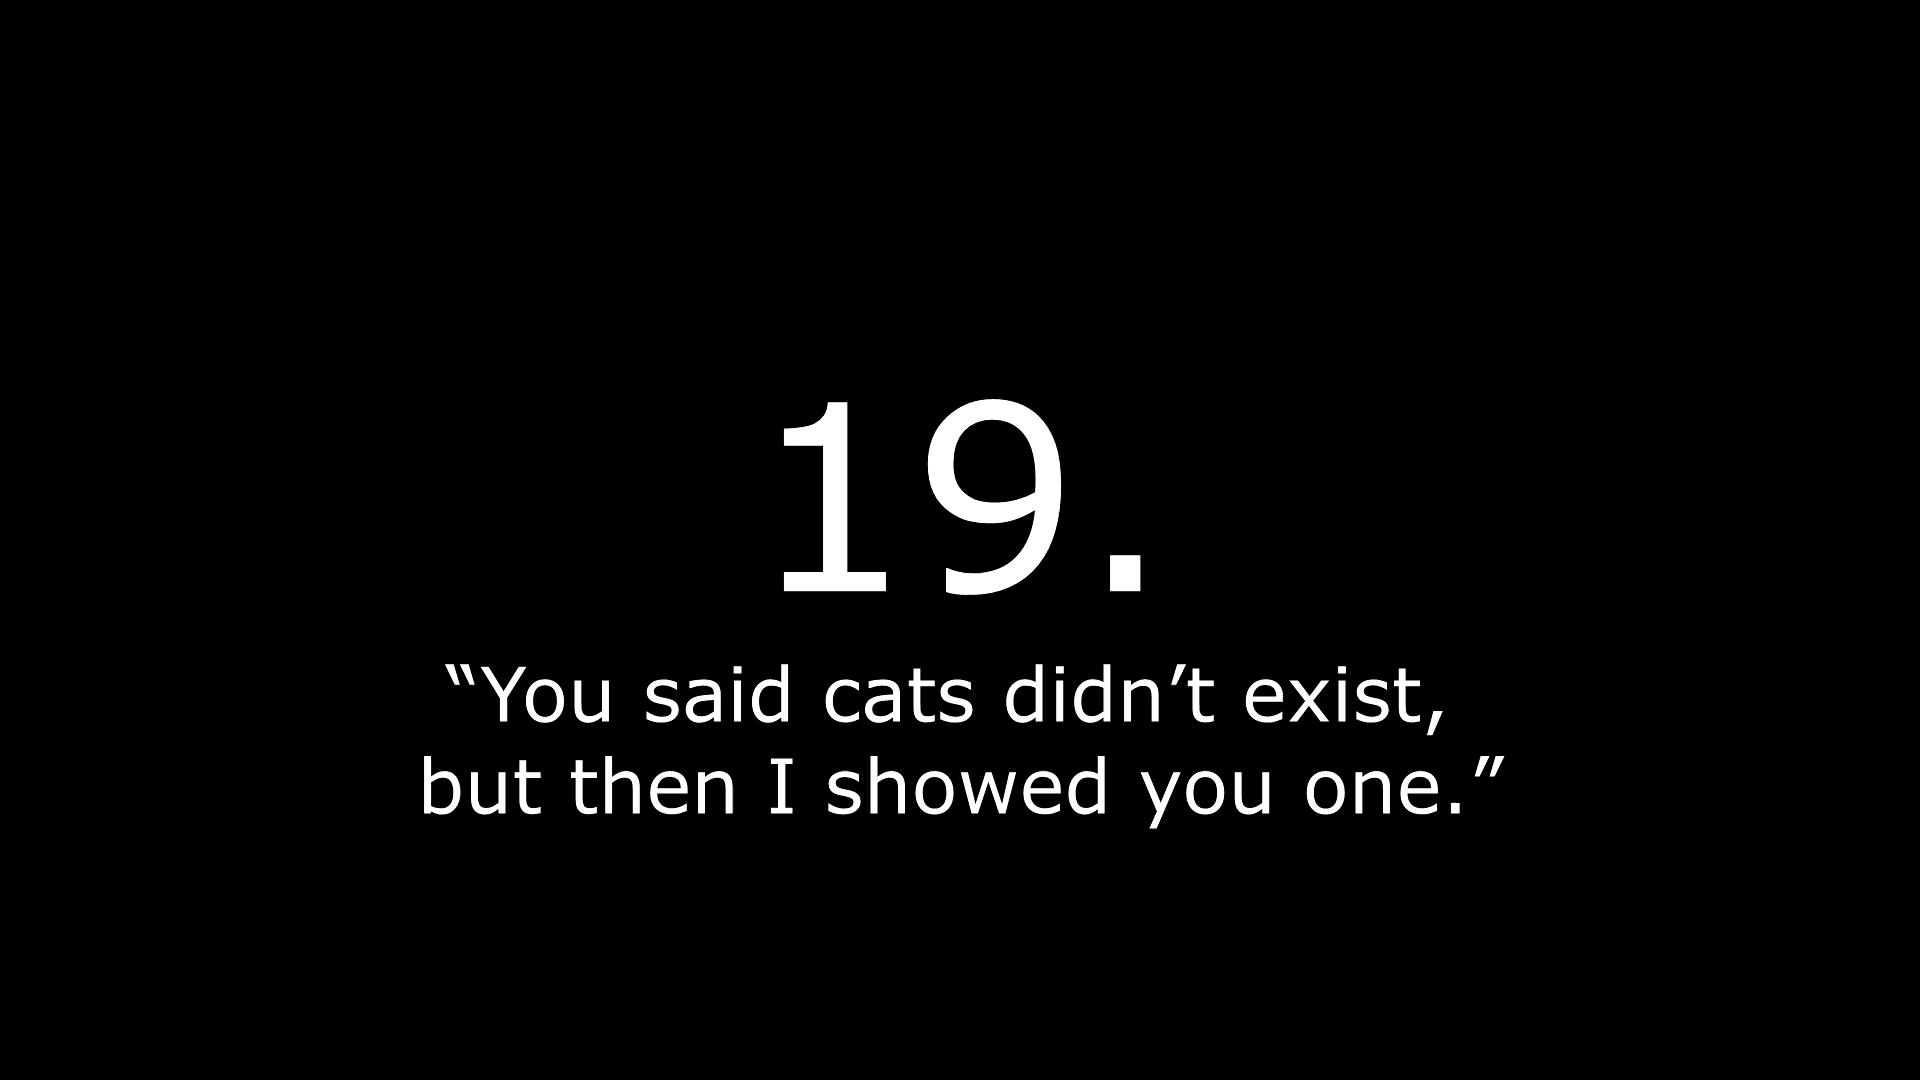 19.
“You said cats didn’t exist,
but then I showed you one.”